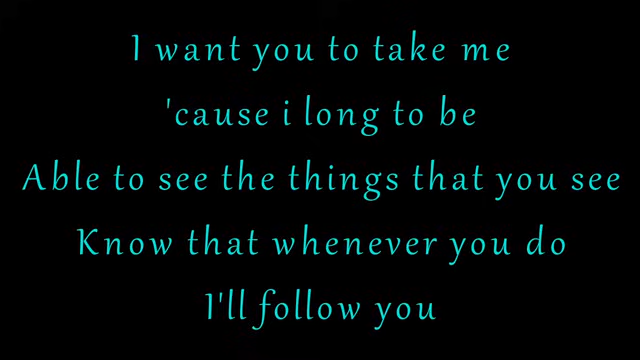 I want you to take me
'cause i long to be
Able to see the things that you see
Know that whenever you do
I'll follow you